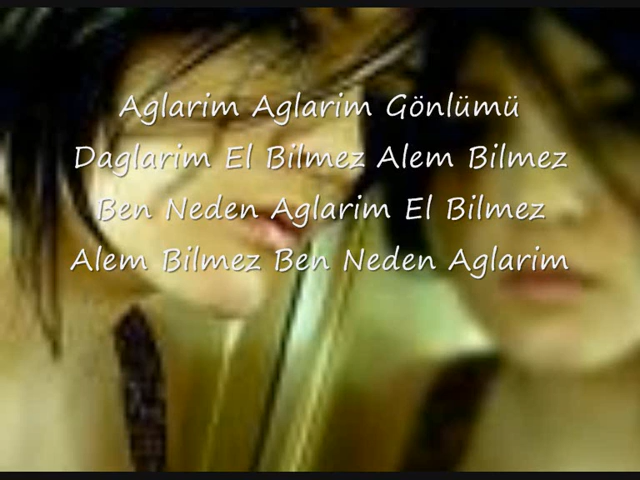 Aglarim Aglarim Gönlümü
Daglarim El Bilmez Alem Bilmez
Ben Neden Aglarim El Bilmez
Alem Bilmez Ben Neden Aglarim